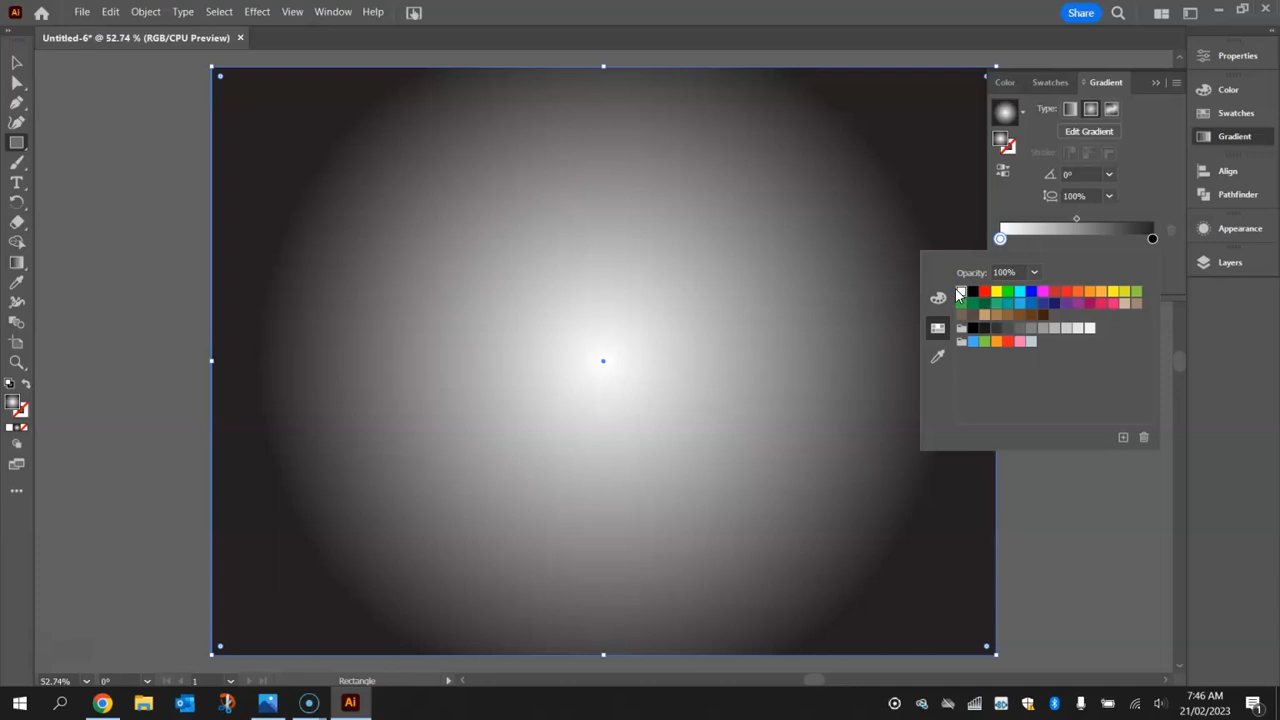 Ai File Edit Object Type Select Effect View Window Help Share
Untitled-6* @ 52.74 % (RGB/CPU Preview) ×
Properties
Color Swatches Gradient
Color
Type:
Swatches
Edit Gradient
Gradient
Stroke:
Align
0°
Pathfinder
100%
Appearance
Layers
Opacity: 100%
52.74% 0° 1 Rectangle
Ai
7:46 AM
21/02/2023
1